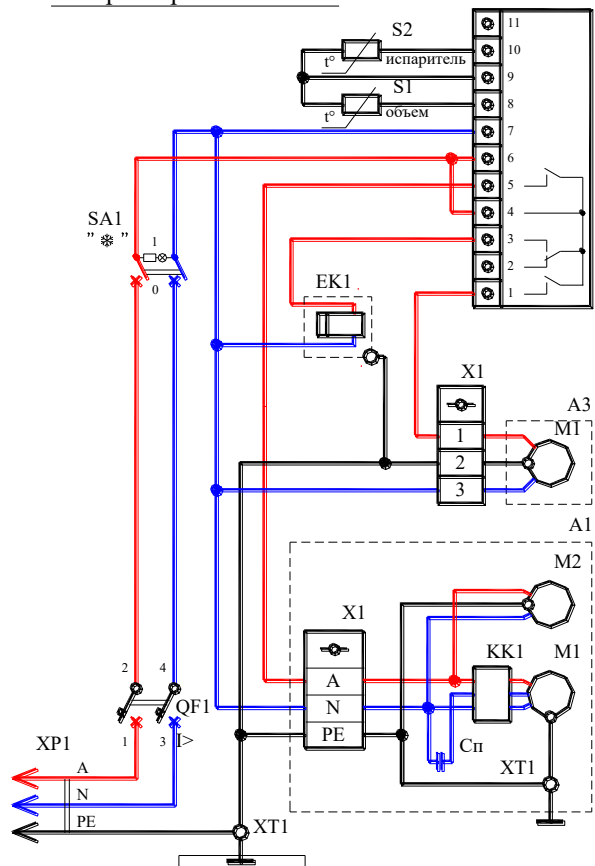 11
S2
10
t° испаритель
9
S1
8
t° объем
7
6
5
SA1
4
1
" ❄ "
3
2
0
EK1
1
X1
A3
M1
1
2
3
A1
M2
X1
KK1
M1
2
4
A
QF1
N
XP1
1
3
I>
PE
Сп
A
XT1
N
PE
XT1